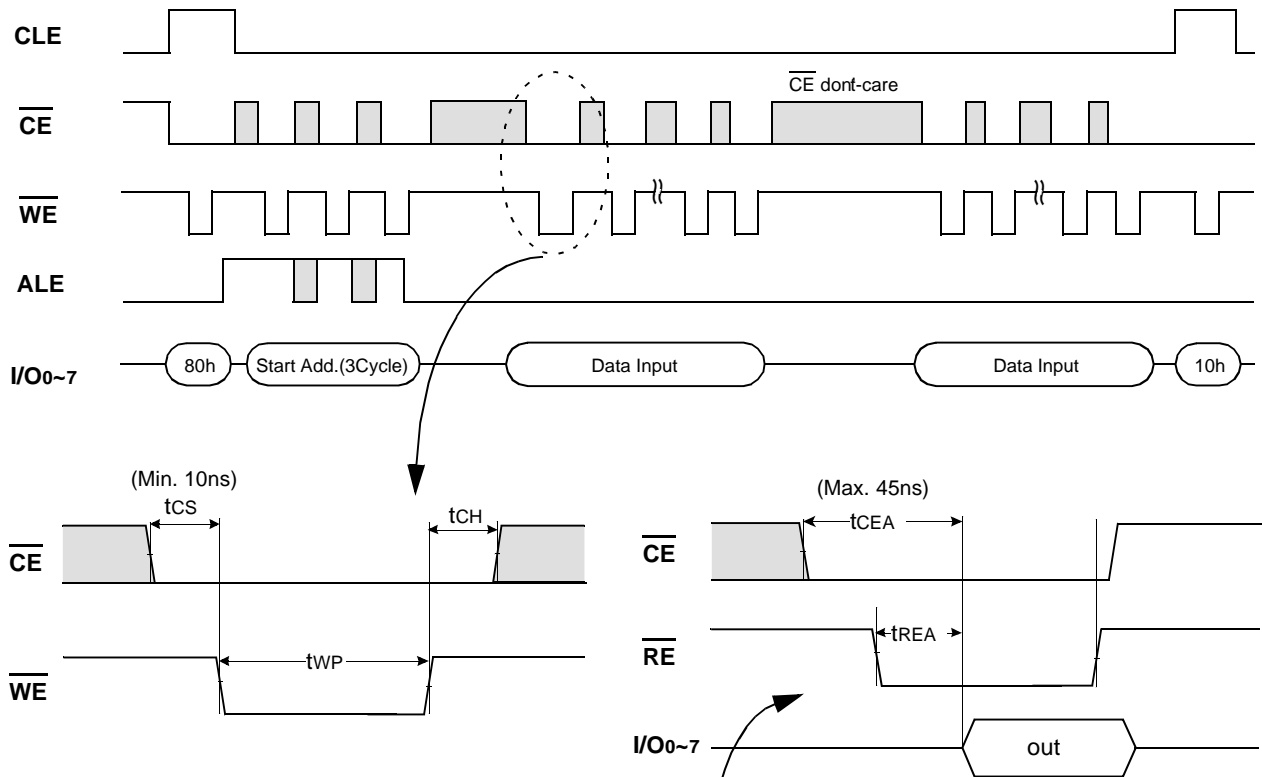 CLE
CE dont-care
CE
WE
ALE
I/O0~7
80h
Start Add.(3Cycle)
Data Input
Data Input
10h
(Min. 10ns)
tCS
tCH
CE
tWP
WE
(Max. 45ns)
tCEA
CE
tREA
RE
I/O0~7
out